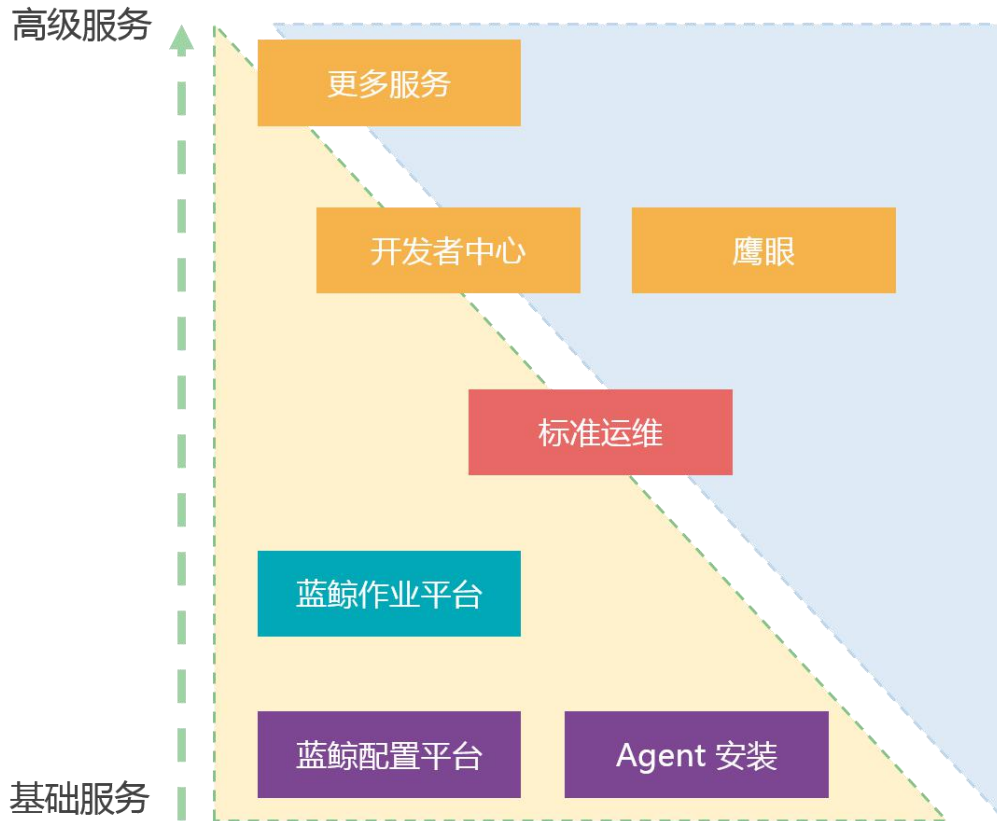 高级服务
更多服务
开发者中心
鹰眼
标准运维
蓝鲸作业平台
蓝鲸配置平台
Agent 安装
基础服务